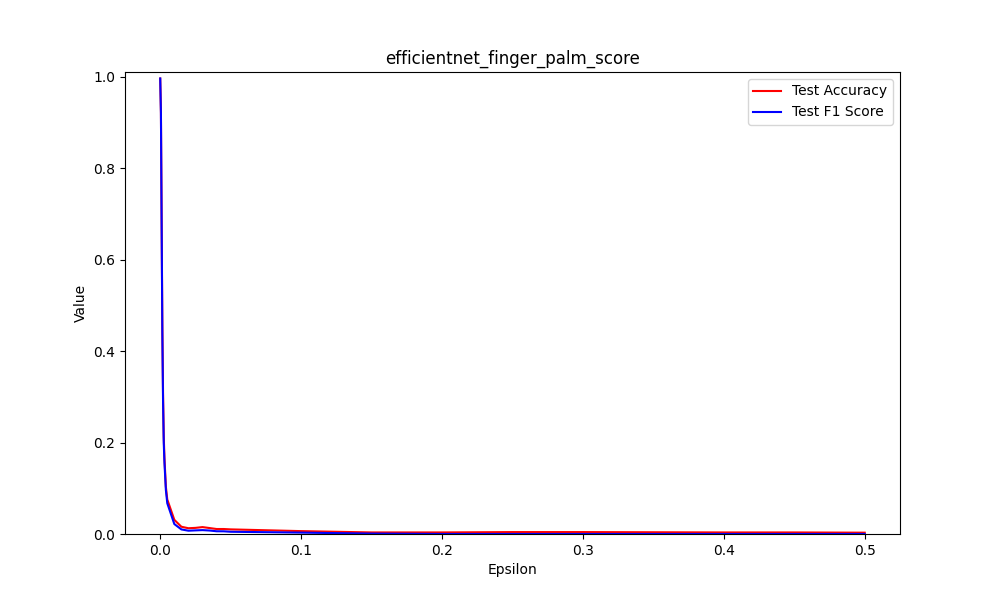 efficientnet_finger_palm_score
Test Accuracy
Test F1 Score
1.0
0.8
0.6
0.4
0.2
0.0
Value
0.0 0.1 0.2 0.3 0.4 0.5
Epsilon